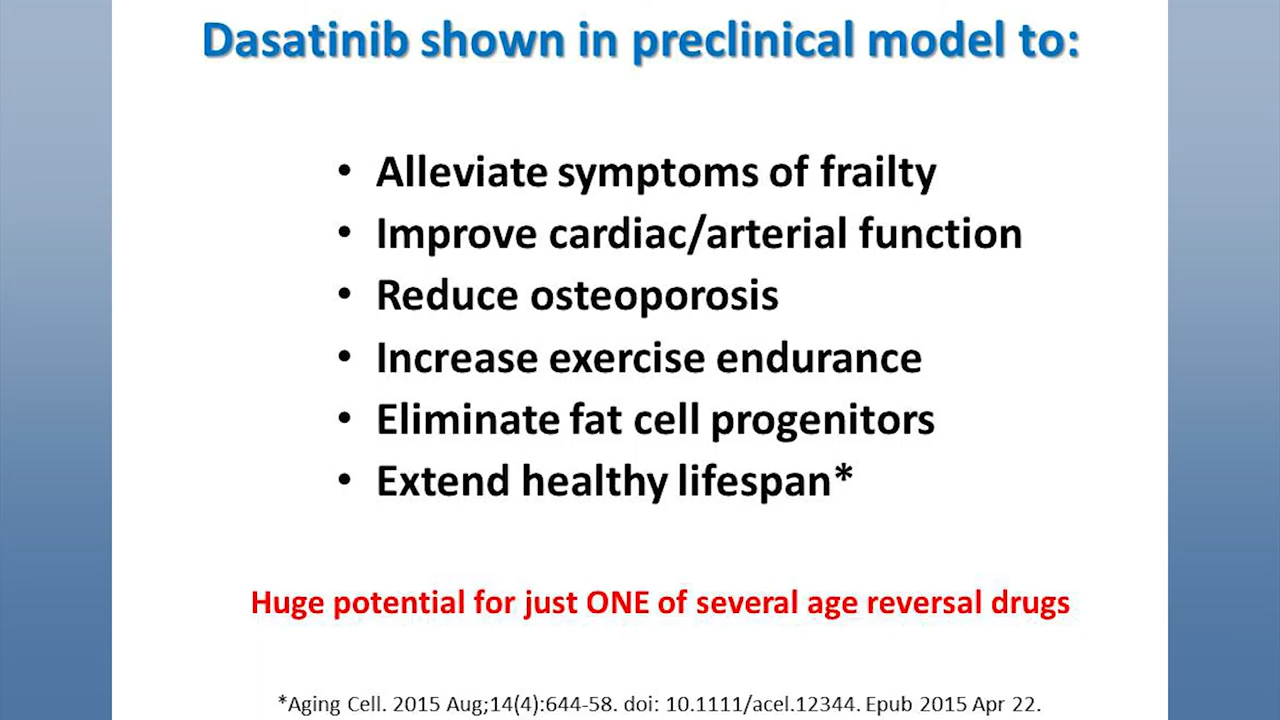 Dasatinib shown in preclinical model to:
• Alleviate symptoms of frailty
• Improve cardiac/arterial function
• Reduce osteoporosis
• Increase exercise endurance
• Eliminate fat cell progenitors
• Extend healthy lifespan*
Huge potential for just ONE of several age reversal drugs
*Aging Cell. 2015 Aug;14(4):644-58. doi: 10.1111/acel.12344. Epub 2015 Apr 22.